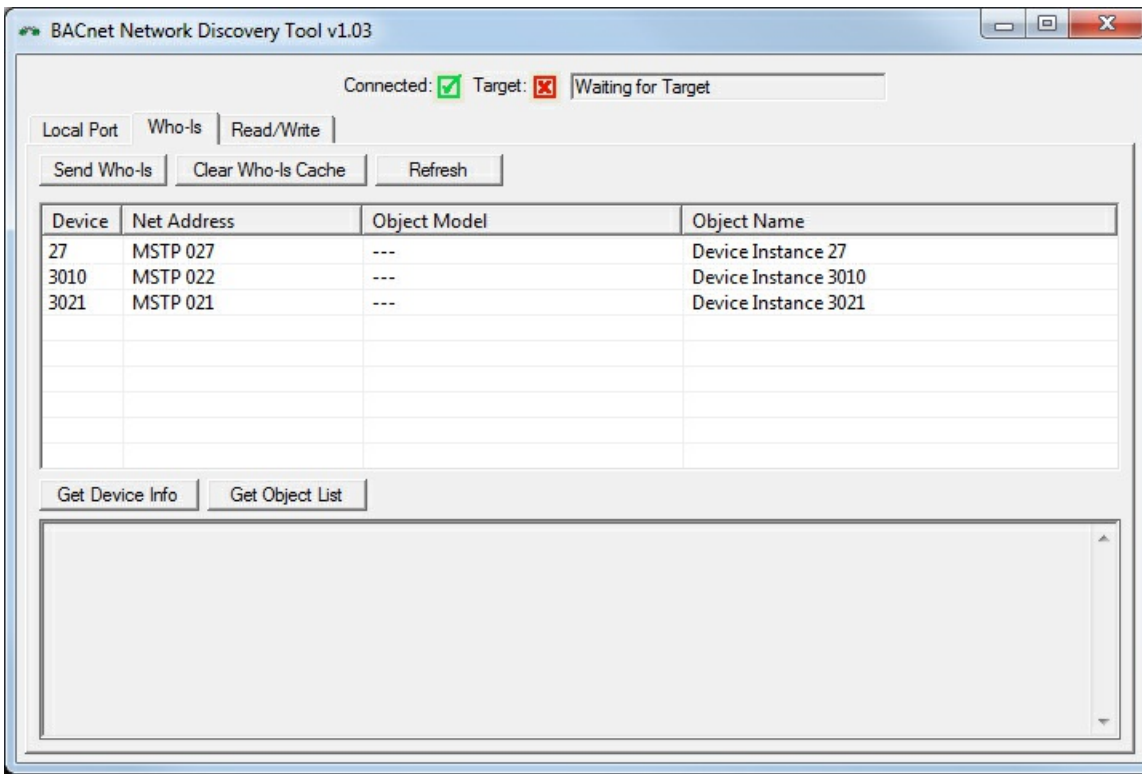 BACnet Network Discovery Tool v1.03
Connected: Target: Waiting for Target
Local Port Who-Is Read/Write
Send Who-Is Clear Who-Is Cache Refresh
Device Net Address Object Model Object Name
27 MSTP 027 --- Device Instance 27
3010 MSTP 022 --- Device Instance 3010
3021 MSTP 021 --- Device Instance 3021
Get Device Info Get Object List